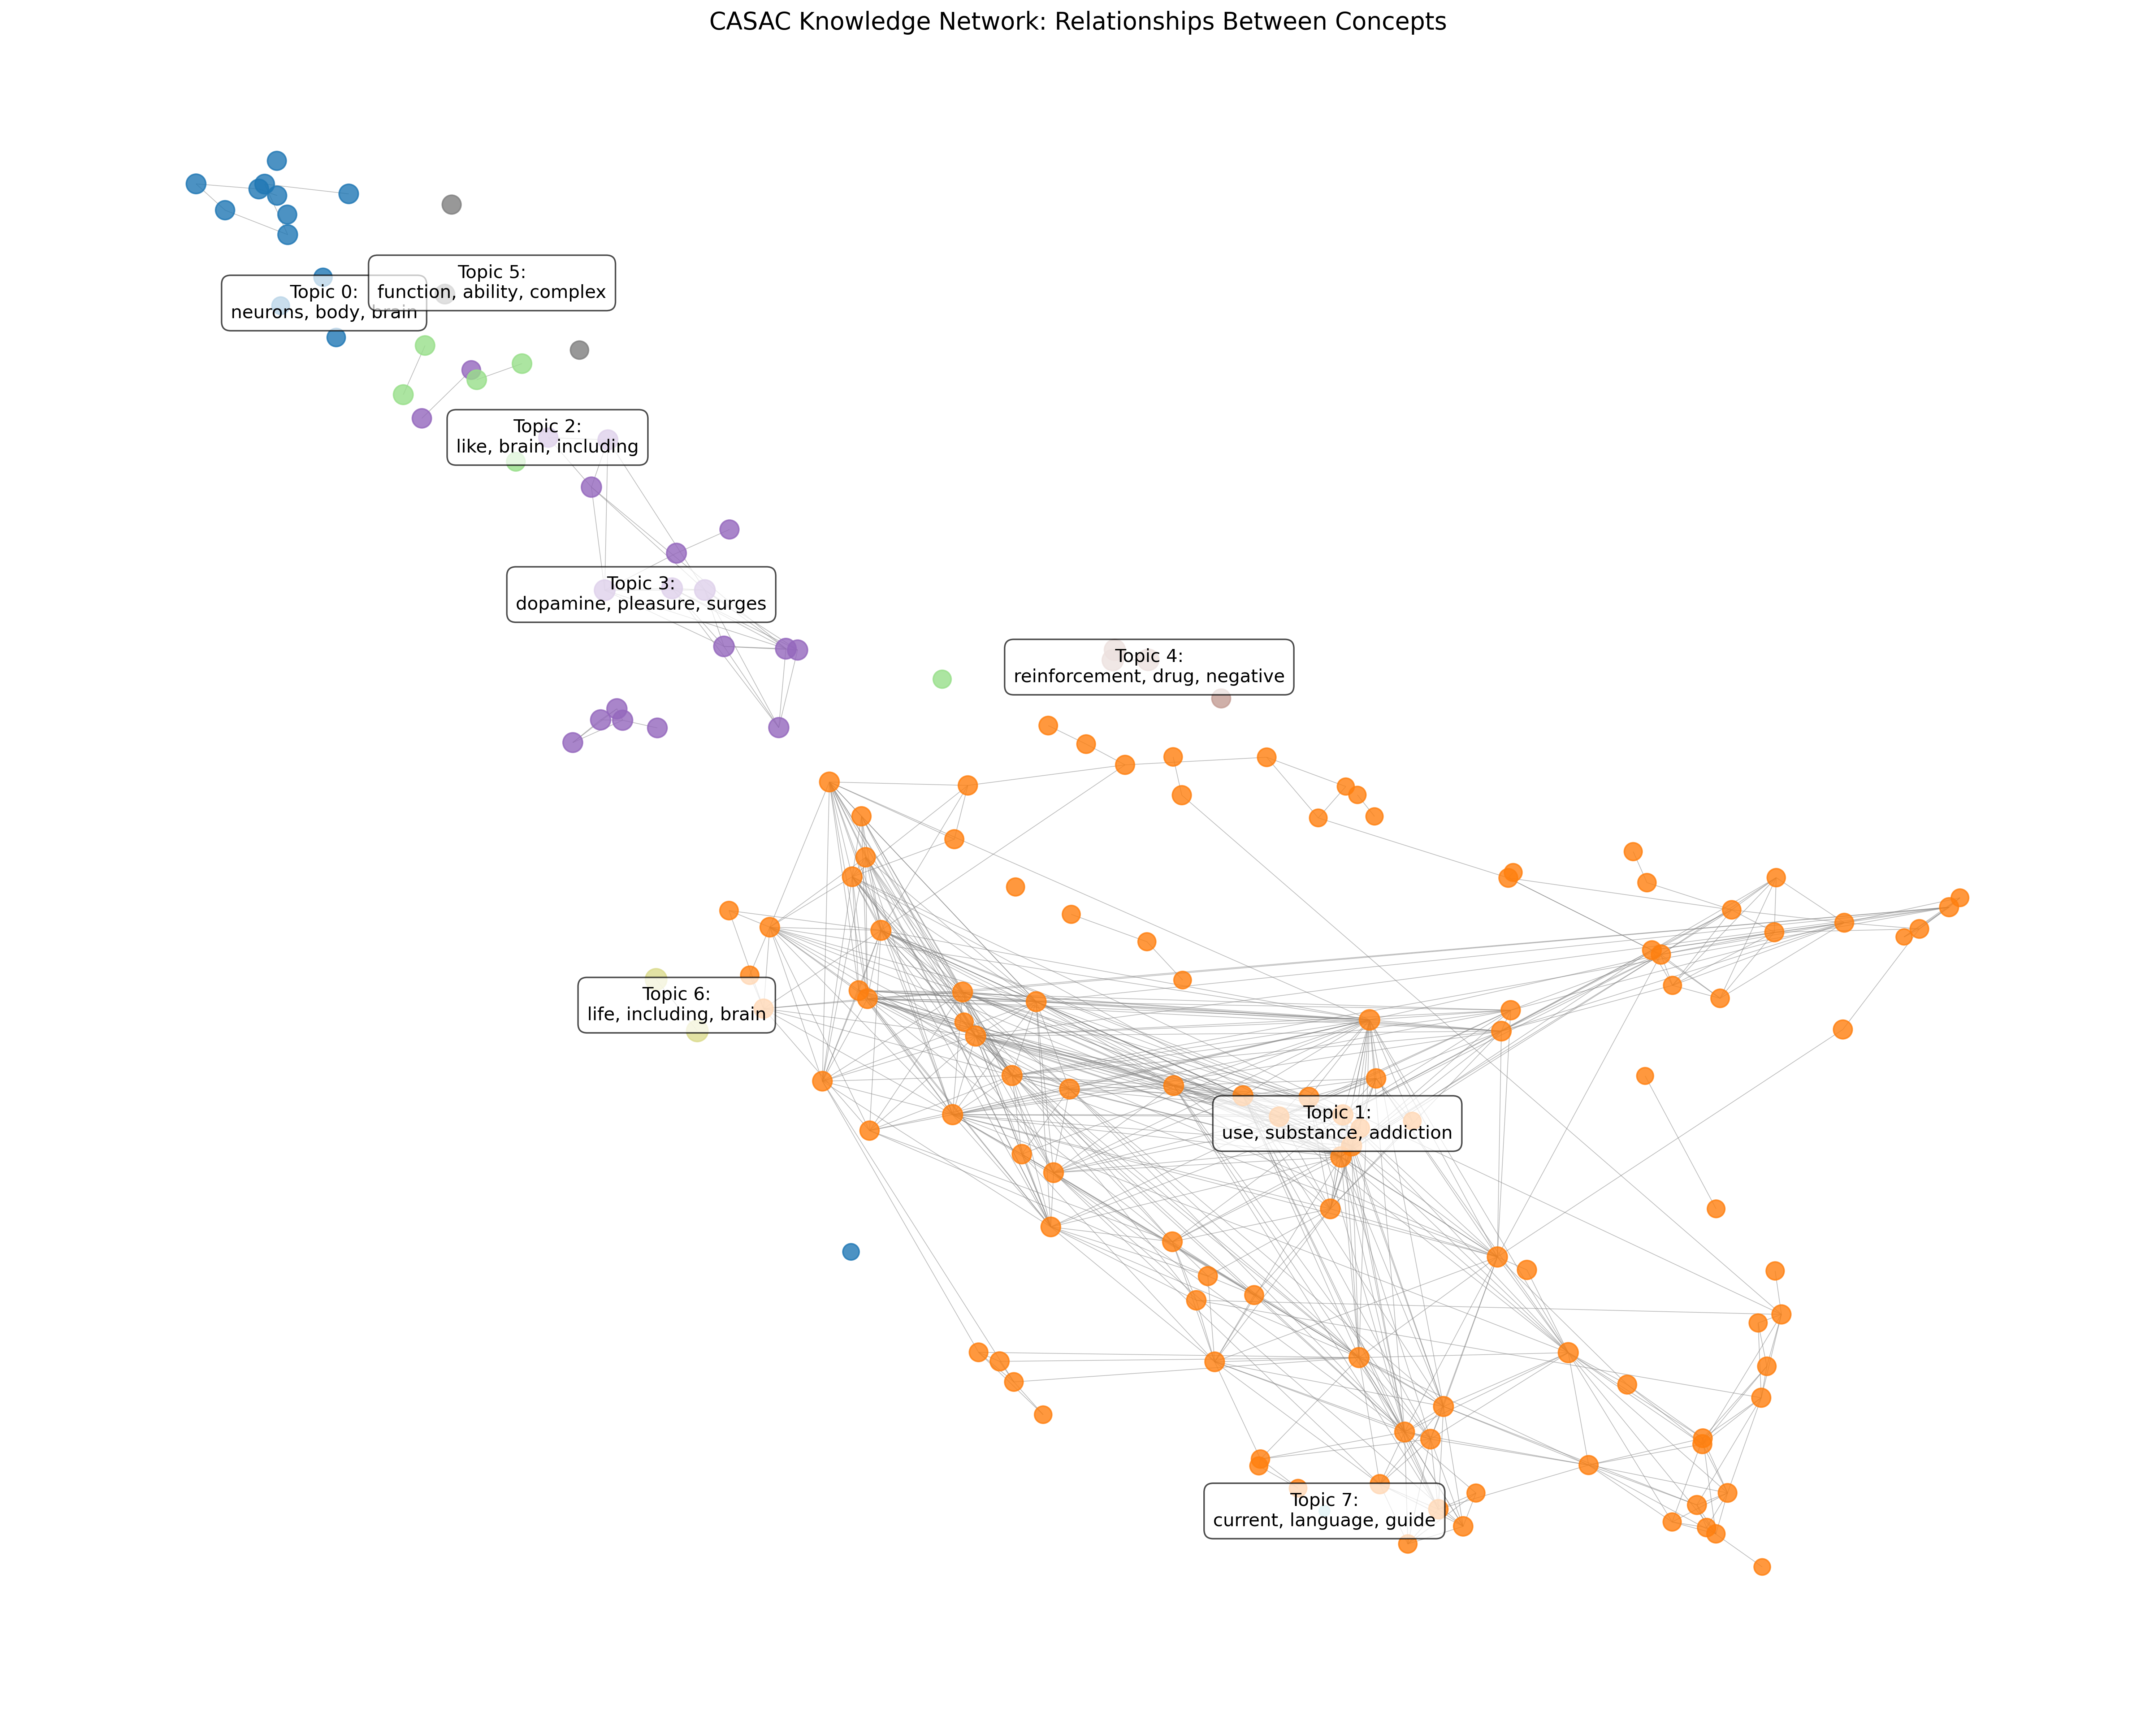 CASAC Knowledge Network: Relationships Between Concepts
Topic 5:
function, ability, complex
Topic 0:
neurons, body, brain
Topic 2:
like, brain, including
Topic 3:
dopamine, pleasure, surges
Topic 4:
reinforcement, drug, negative
Topic 6:
life, including, brain
Topic 1:
use, substance, addiction
Topic 7:
current, language, guide